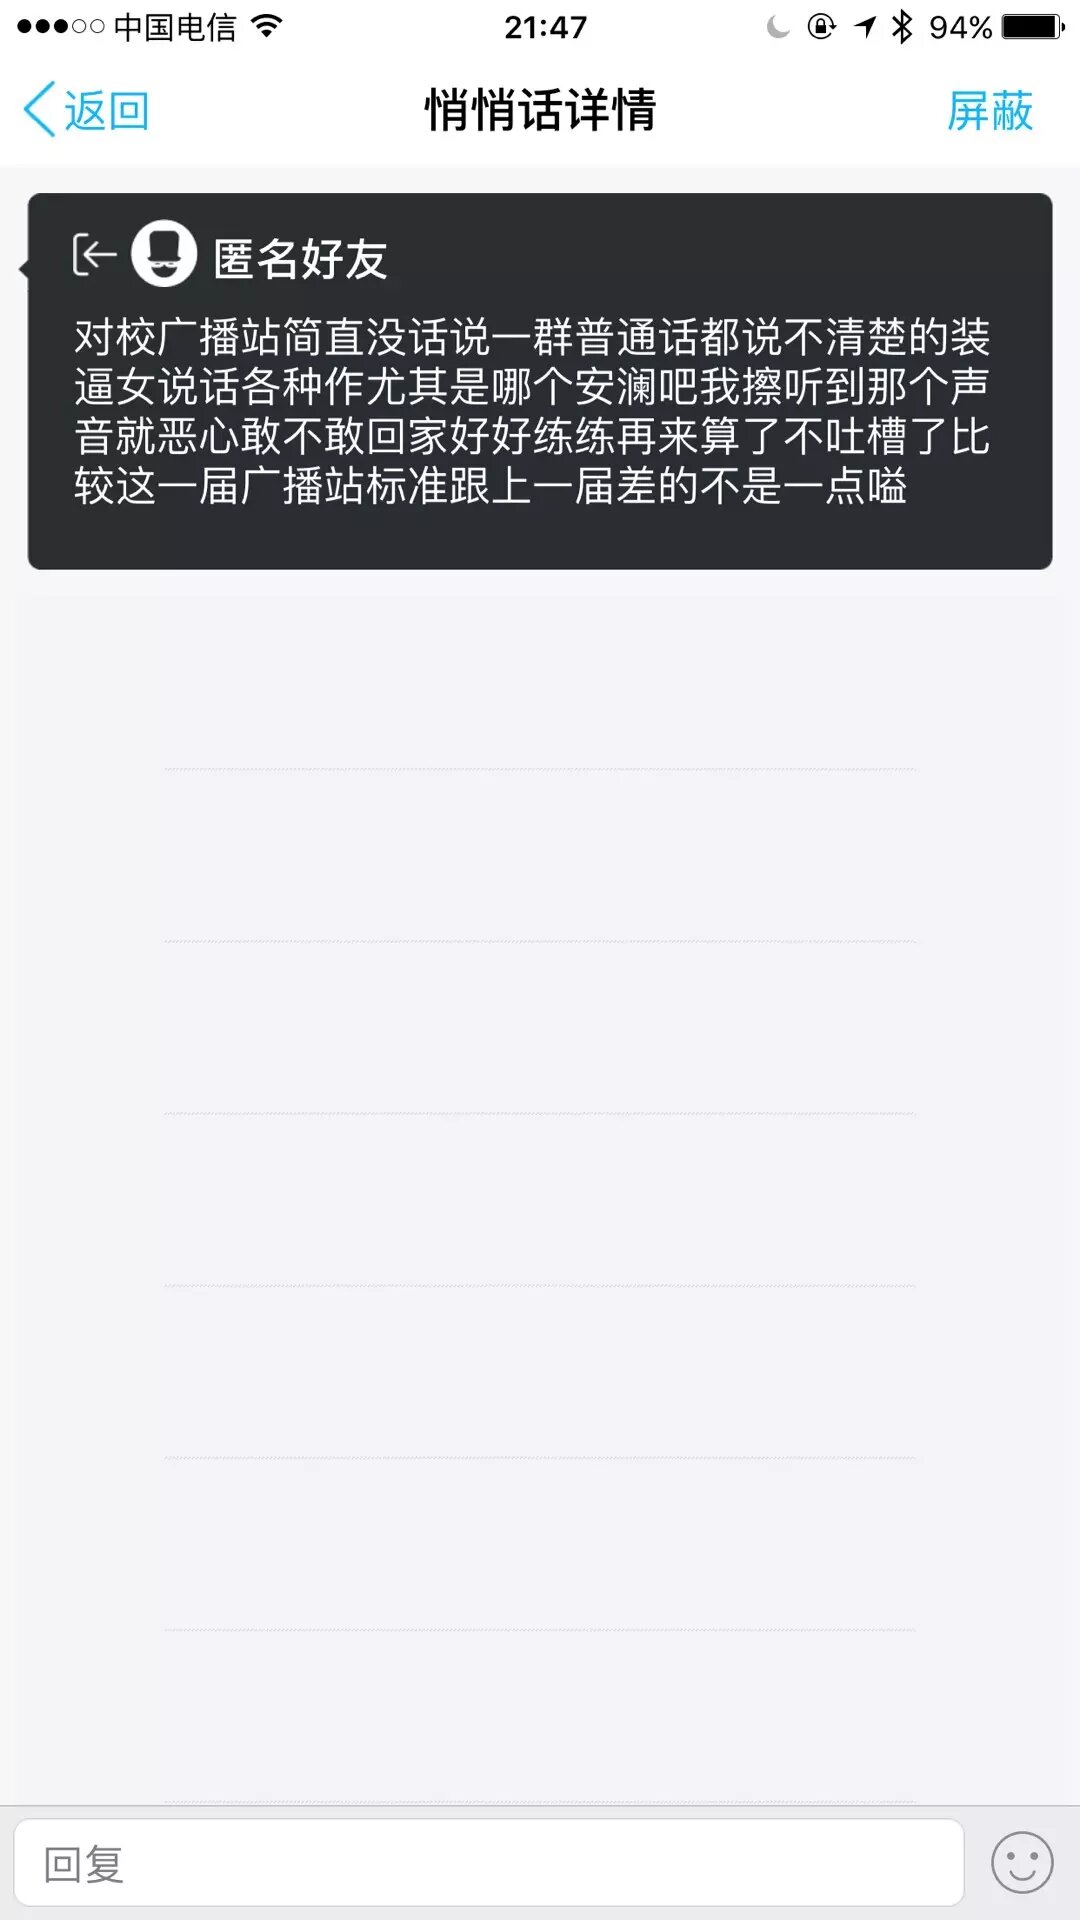 中国电信 21:47 94%
返回 悄悄话详情 屏蔽
匿名好友
对校广播站简直没话说一群普通话都说不清楚的装
逼女说话各种作尤其是哪个安澜吧我擦听到那个声
音就恶心敢不敢回家好好练练再来算了不吐槽了比
较这一届广播站标准跟上一届差的不是一点嗌
回复